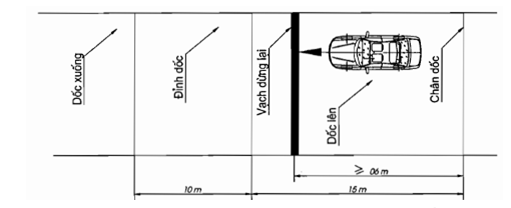 Dốc xuống
Đỉnh dốc
Vạch dừng lại
Dốc lên
Chân dốc
≥ 06 m
10 m
15 m